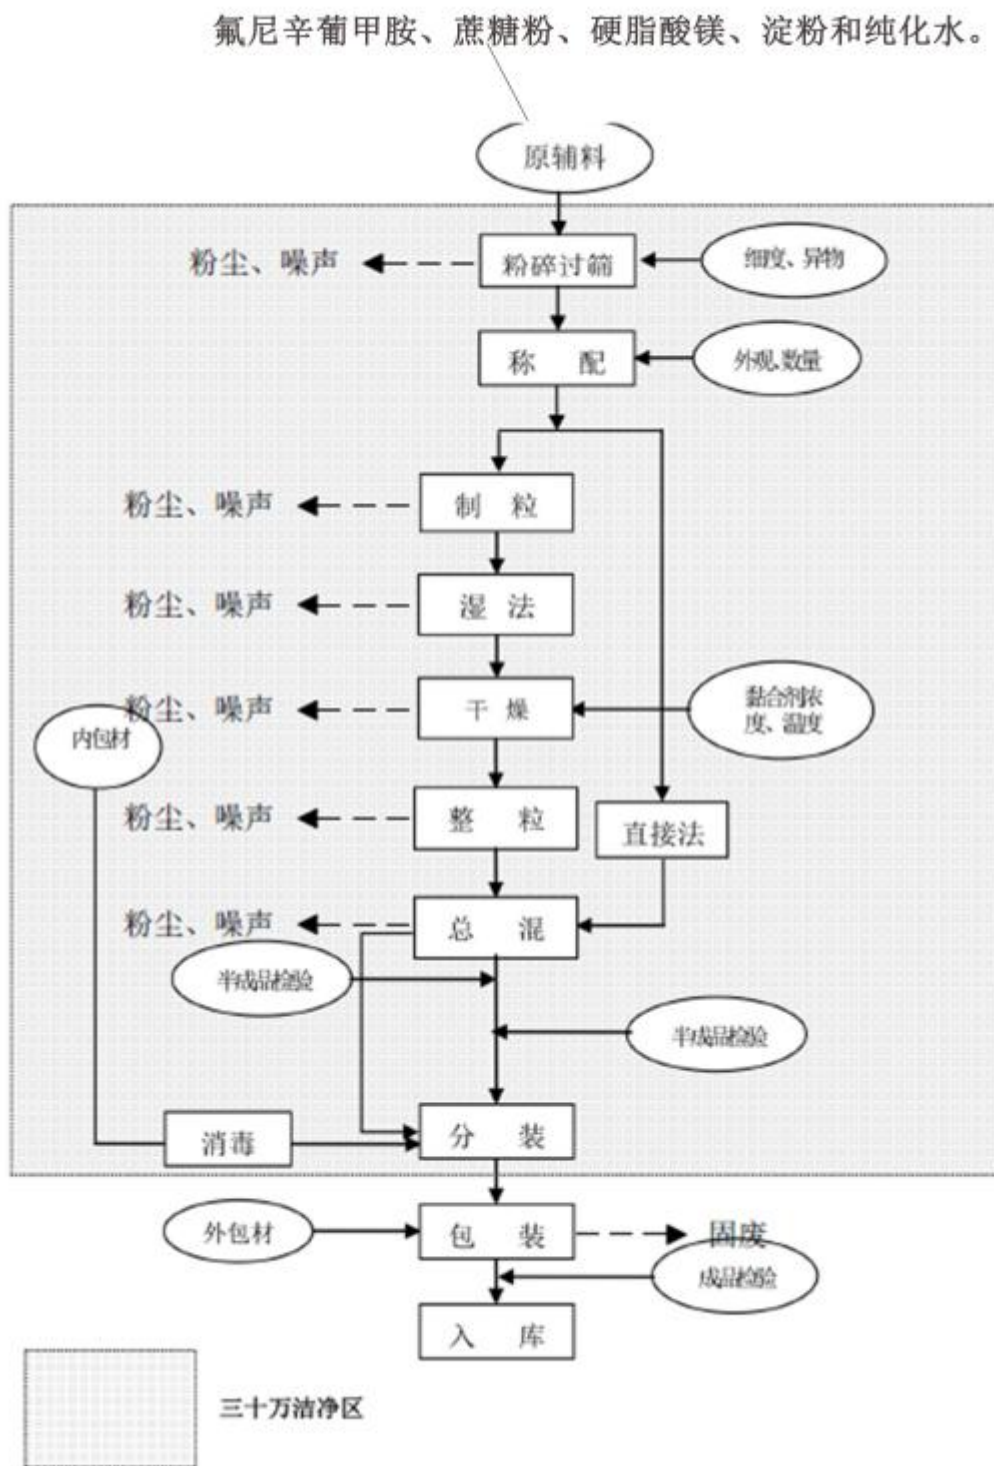 氟尼辛葡甲胺、蔗糖粉、硬脂酸镁、淀粉和纯化水。
原辅料
粉尘、噪声
粉碎过筛
细度、异物
称 配
外观、数量
粉尘、噪声
制 粒
粉尘、噪声
湿 法
粉尘、噪声
干 燥
黏合剂浓
度、温度
内包材
粉尘、噪声
整 粒
直接法
粉尘、噪声
总 混
半成品检验
半成品检验
消毒
分 装
外包材
包 装
固废
成品检验
入 库
三十万洁净区